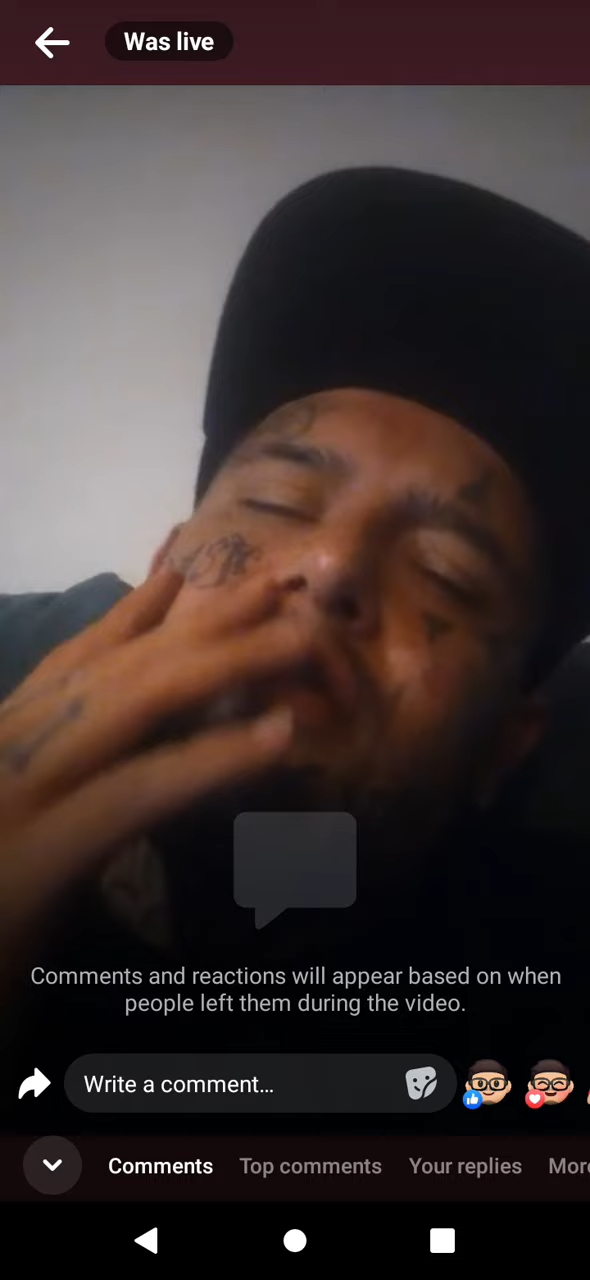 Was live
Comments and reactions will appear based on when
people left them during the video.
Write a comment...
Comments Top comments Your replies